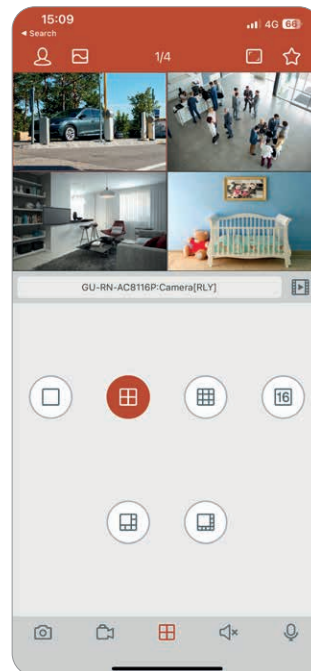 15:09
4G 66
Search
1/4
GU-RN-AC8116P:Camera[RLY]
16